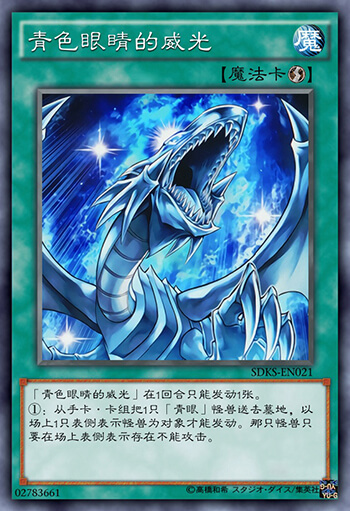 青色眼睛的威光
魔
【魔法卡】
SDKS-EN021
「青色眼睛的威光」在1回合只能发动1张。
①：从手卡·卡组把1只「青眼」怪兽送去墓地，以
场上1只表侧表示怪兽为对象才能发动。那只怪兽只
要在场上表侧表示存在不能攻击。
02783661
©高橋和希 スタジオ・ダイス/集英社